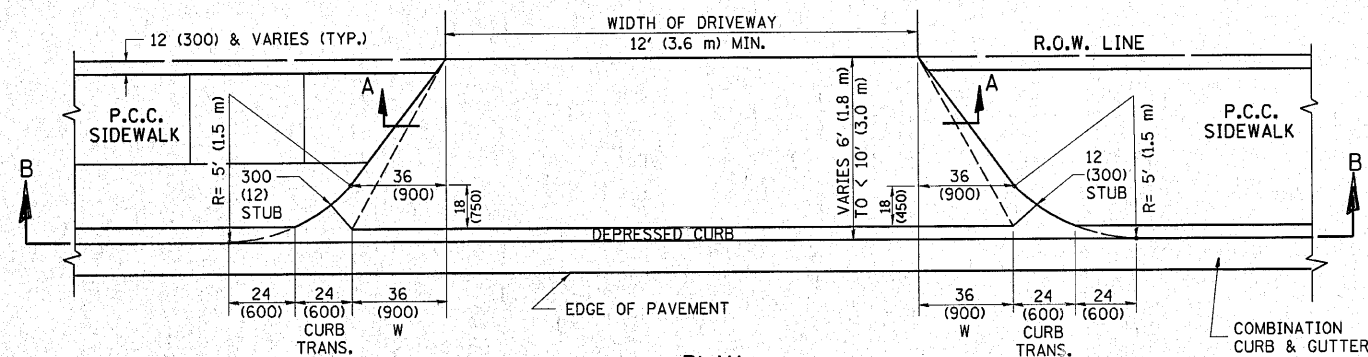 WIDTH OF DRIVEWAY
12' (3.6 m) MIN.
12 (300) & VARIES (TYP.)
R.O.W. LINE
A
A
P.C.C.
SIDEWALK
P.C.C.
SIDEWALK
R= 5' (1.5 m)
VARIES 6' (1.8 m)
TO < 10' (3.0 m)
R= 5' (1.5 m)
B
B
300
(12)
STUB
36
(900)
18
(750)
36
(900)
18
(450)
12
(300)
STUB
DEPRESSED CURB
24
(600)
24
(600)
CURB
TRANS.
36
(900)
W
EDGE OF PAVEMENT
36
(900)
W
24
(600)
CURB
TRANS.
24
(600)
COMBINATION
CURB & GUTTER